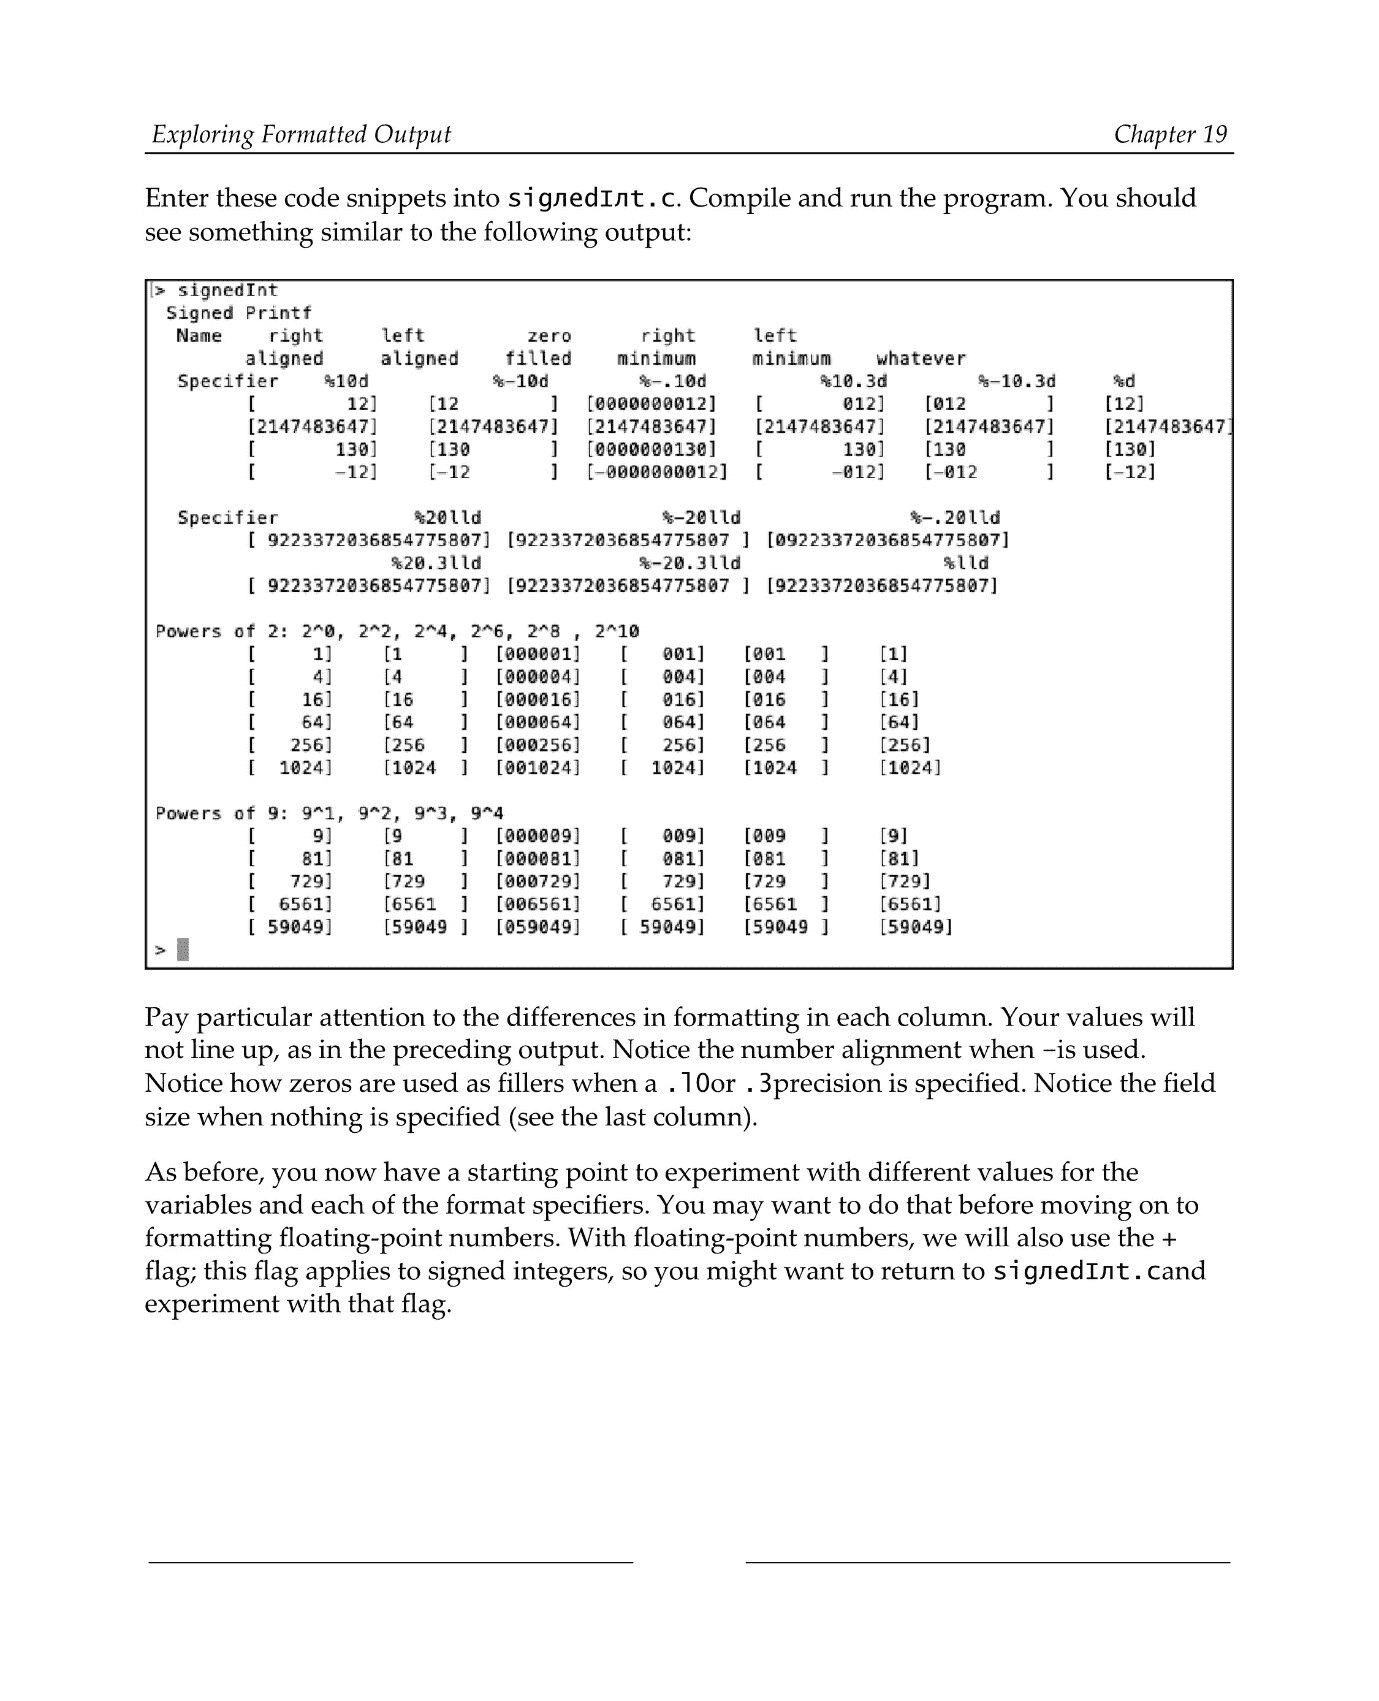 Exploring Formatted Output Chapter 19
Enter these code snippets into signedInt.c. Compile and run the program. You should
see something similar to the following output:
> signedInt
Signed Printf
Name right left zero right left
aligned aligned filled minimum minimum whatever
Specifier %10d %-10d %-.10d %10.3d %-10.3d %d
[        12] [12        ] [0000000012] [       012] [012       ] [12]
[2147483647] [2147483647] [2147483647] [2147483647] [2147483647] [2147483647]
[       130] [130       ] [0000000130] [       130] [130       ] [130]
[       -12] [-12       ] [-0000000012] [      -012] [-012      ] [-12]
Specifier %20lld %-20lld %-.20lld
[ 9223372036854775807] [9223372036854775807 ] [09223372036854775807]
%20.3lld %-20.3lld %lld
[ 9223372036854775807] [9223372036854775807 ] [9223372036854775807]
Powers of 2: 2^0, 2^2, 2^4, 2^6, 2^8 , 2^10
[     1] [1     ] [000001] [   001] [001   ] [1]
[     4] [4     ] [000004] [   004] [004   ] [4]
[    16] [16    ] [000016] [   016] [016   ] [16]
[    64] [64    ] [000064] [   064] [064   ] [64]
[   256] [256   ] [000256] [   256] [256   ] [256]
[  1024] [1024  ] [001024] [  1024] [1024  ] [1024]
Powers of 9: 9^1, 9^2, 9^3, 9^4
[     9] [9     ] [000009] [   009] [009   ] [9]
[    81] [81    ] [000081] [   081] [081   ] [81]
[   729] [729   ] [000729] [   729] [729   ] [729]
[  6561] [6561  ] [006561] [  6561] [6561  ] [6561]
[ 59049] [59049 ] [059049] [ 59049] [59049 ] [59049]
>
Pay particular attention to the differences in formatting in each column. Your values will
not line up, as in the preceding output. Notice the number alignment when –is used.
Notice how zeros are used as fillers when a .10or .3precision is specified. Notice the field
size when nothing is specified (see the last column).
As before, you now have a starting point to experiment with different values for the
variables and each of the format specifiers. You may want to do that before moving on to
formatting floating-point numbers. With floating-point numbers, we will also use the +
flag; this flag applies to signed integers, so you might want to return to signedInt.cand
experiment with that flag.